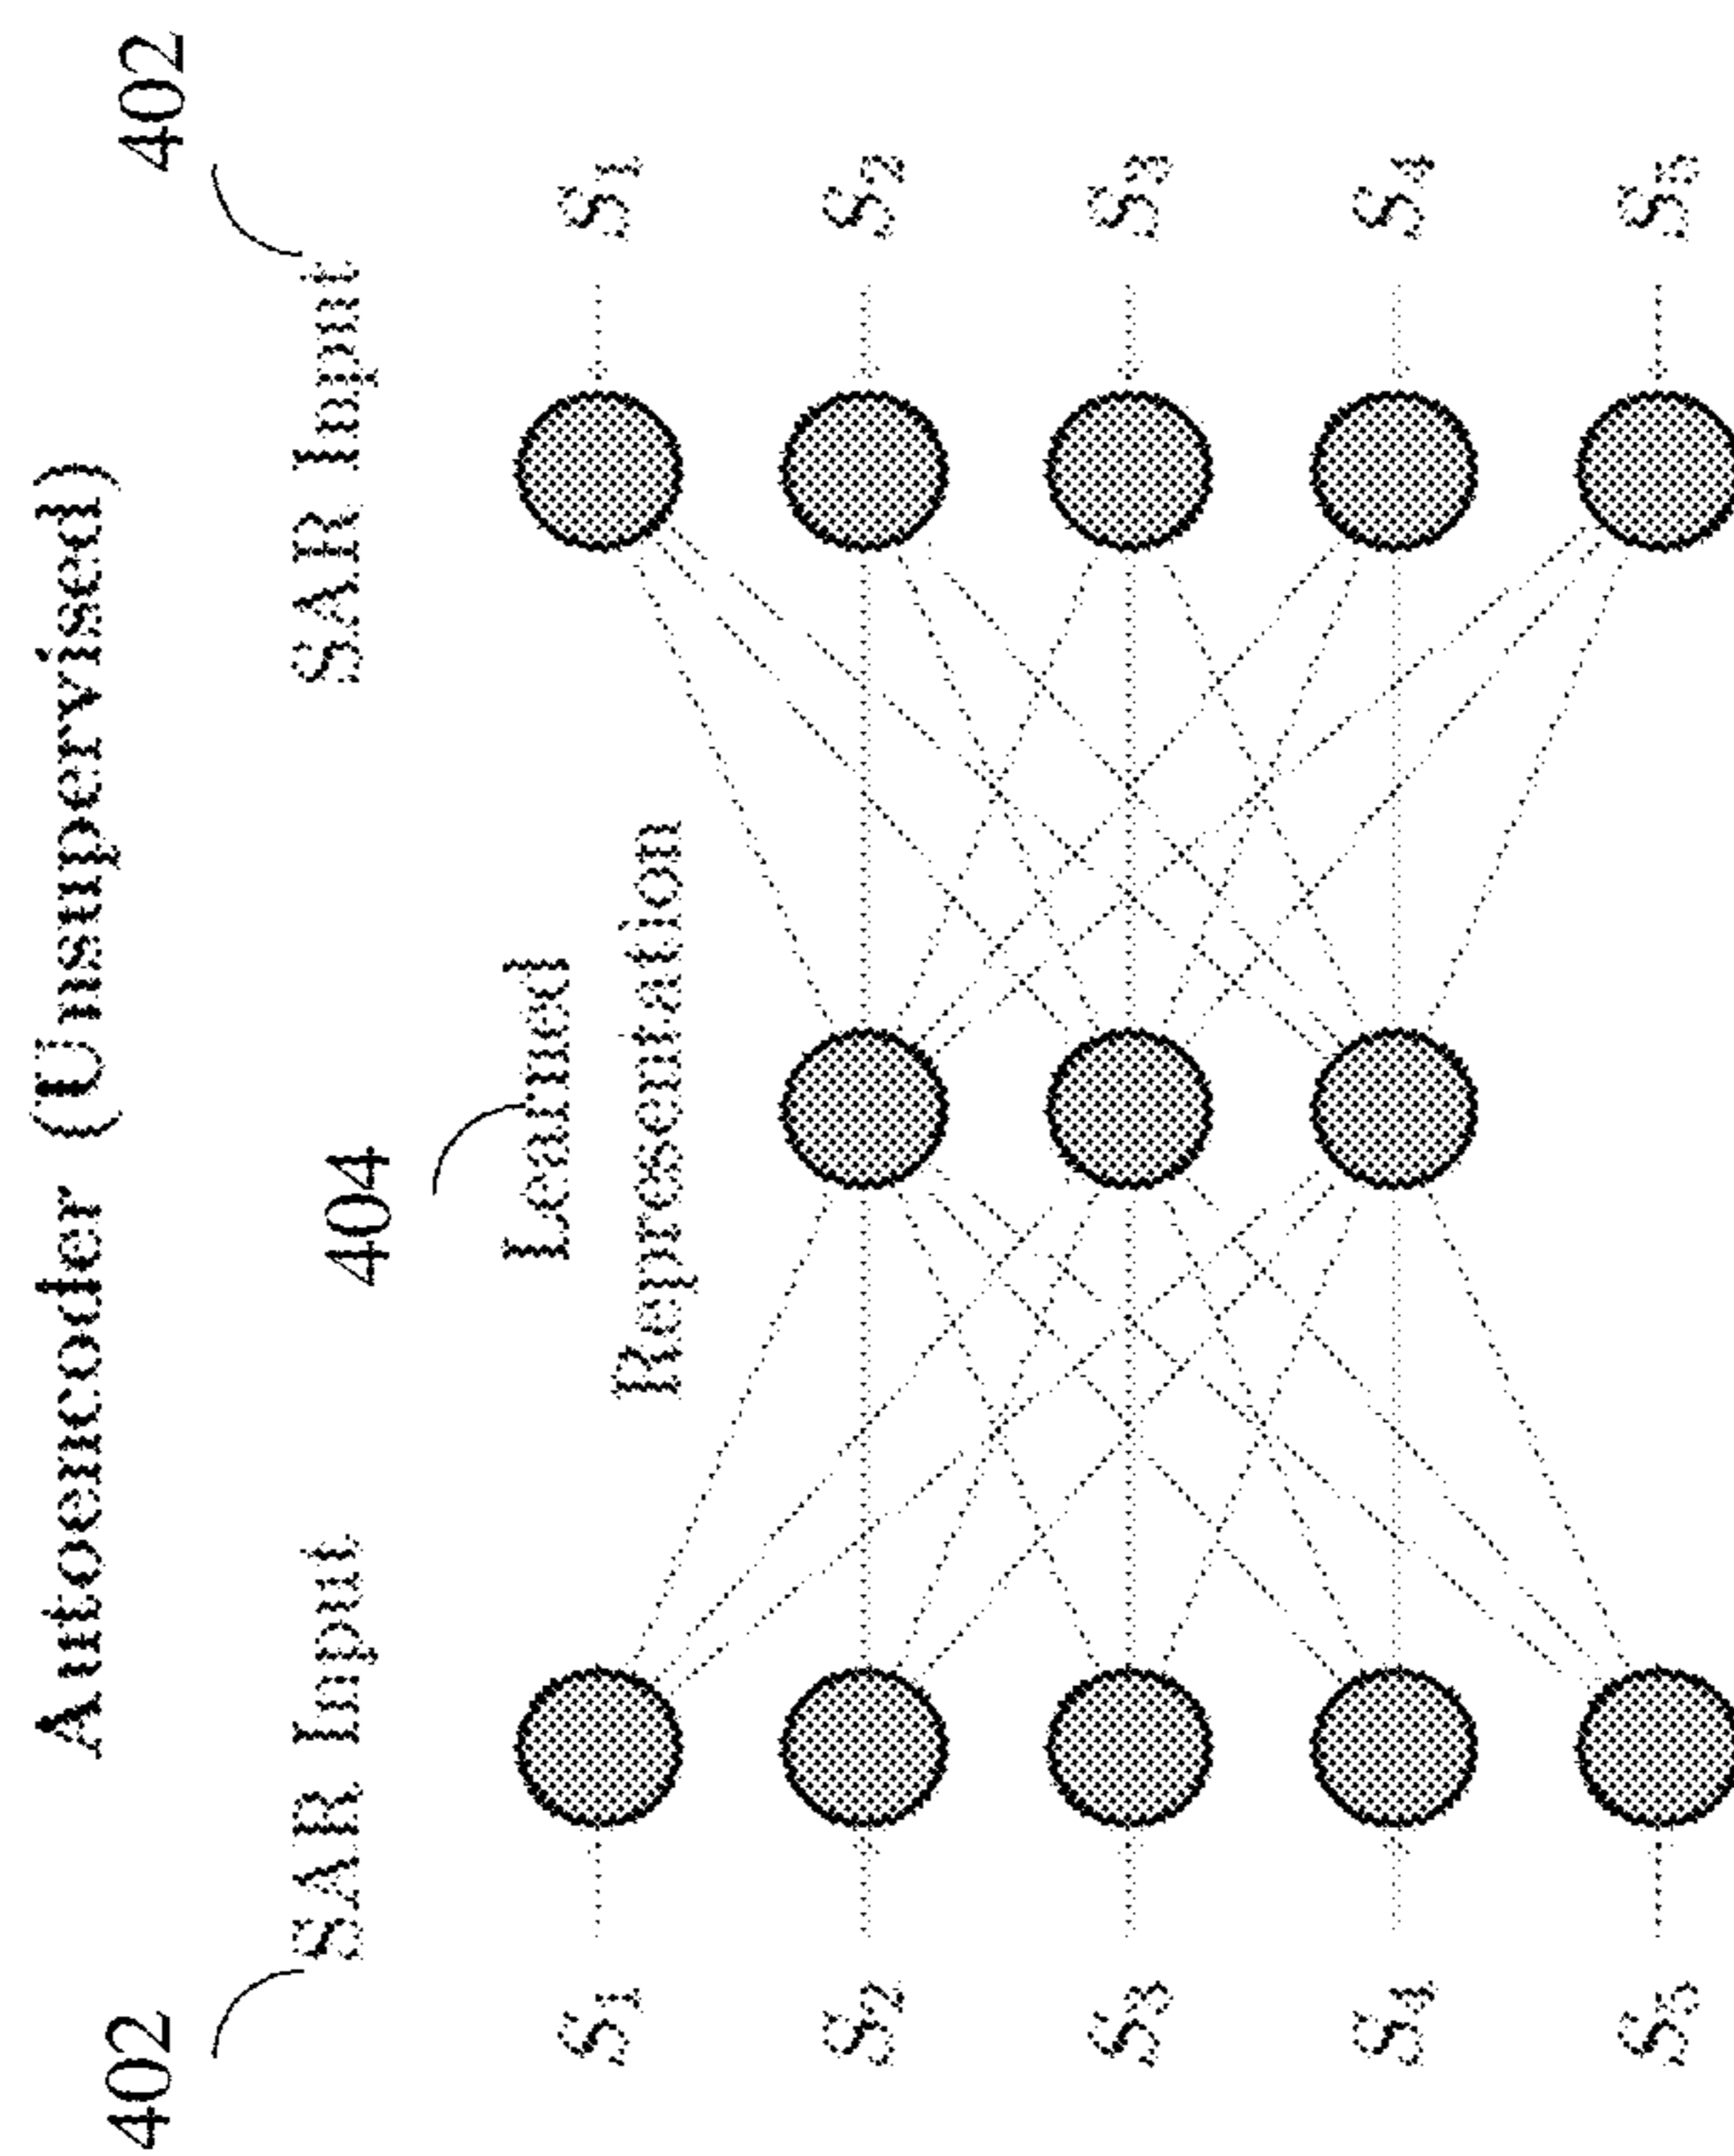 Autoencoder (Unsupervised)
402
402
SAR Input
404
SAR Input
Learned
Representation
S1
S1
S2
S2
S3
S3
S4
S4
S5
S5